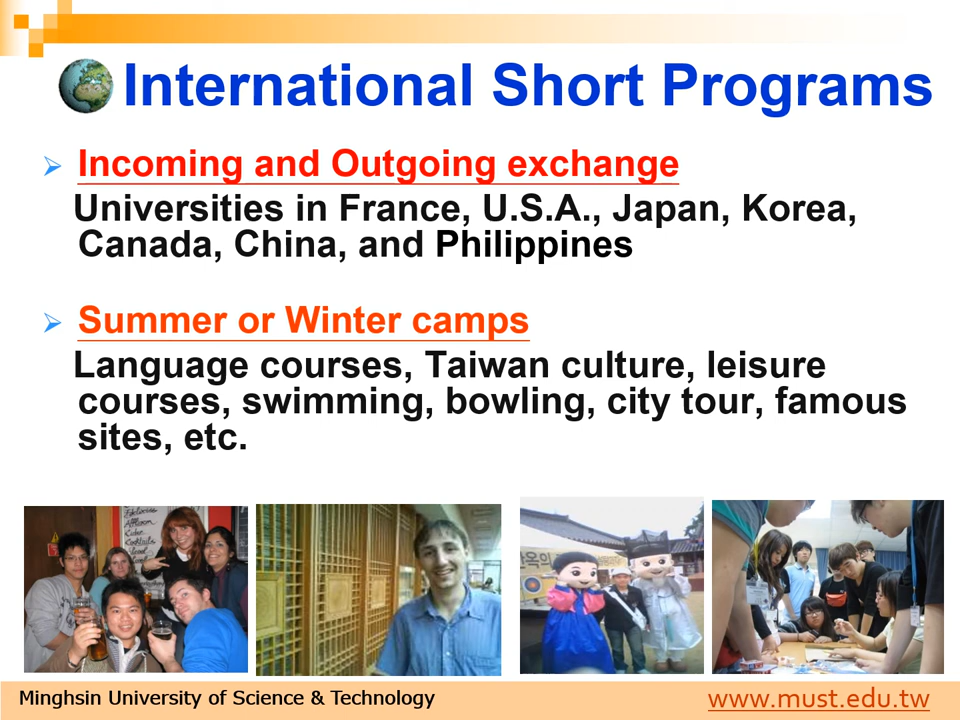 International Short Programs
Incoming and Outgoing exchange
Universities in France, U.S.A., Japan, Korea,
Canada, China, and Philippines
Summer or Winter camps
Language courses, Taiwan culture, leisure
courses, swimming, bowling, city tour, famous
sites, etc.
Cocktails
Minghsin University of Science & Technology
www.must.edu.tw